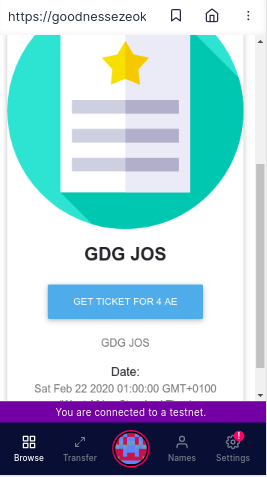 https://goodnessezeok
GDG JOS
GET TICKET FOR 4 AE
GDG JOS
Date:
Sat Feb 22 2020 01:00:00 GMT+0100
You are connected to a testnet.
Browse
Transfer
Names
Settings